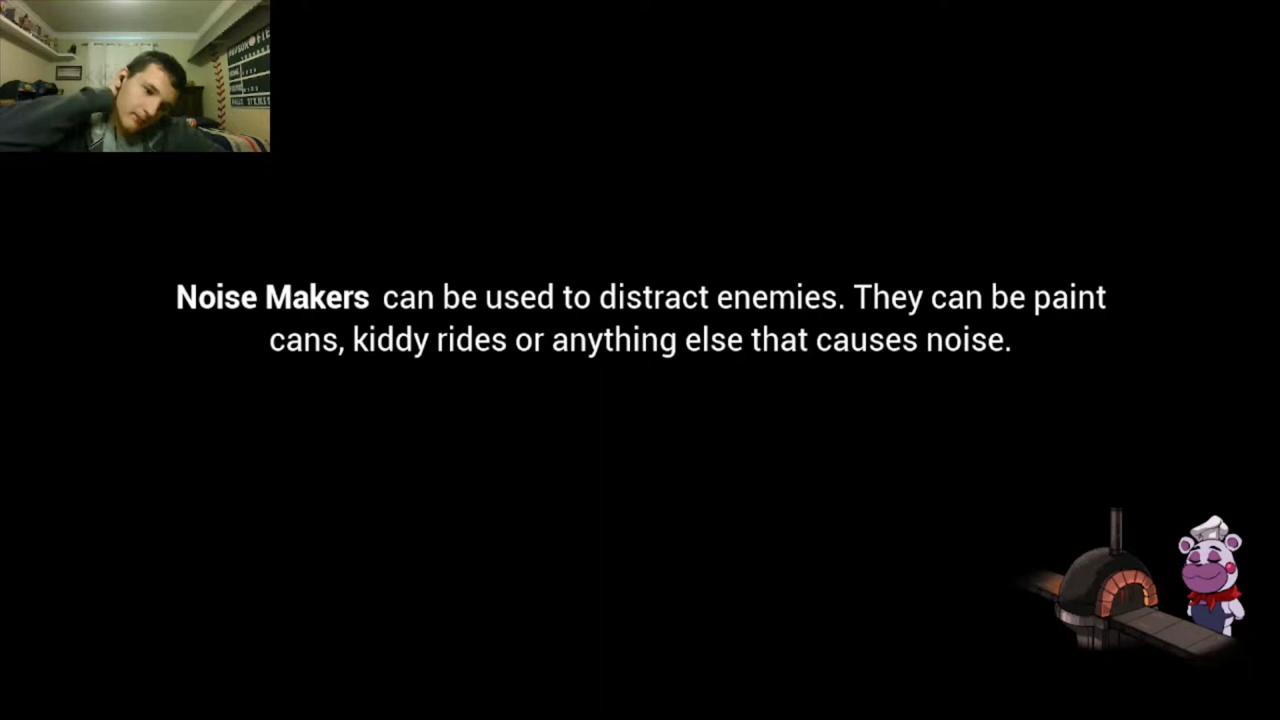 Noise Makers can be used to distract enemies. They can be paint
cans, kiddy rides or anything else that causes noise.